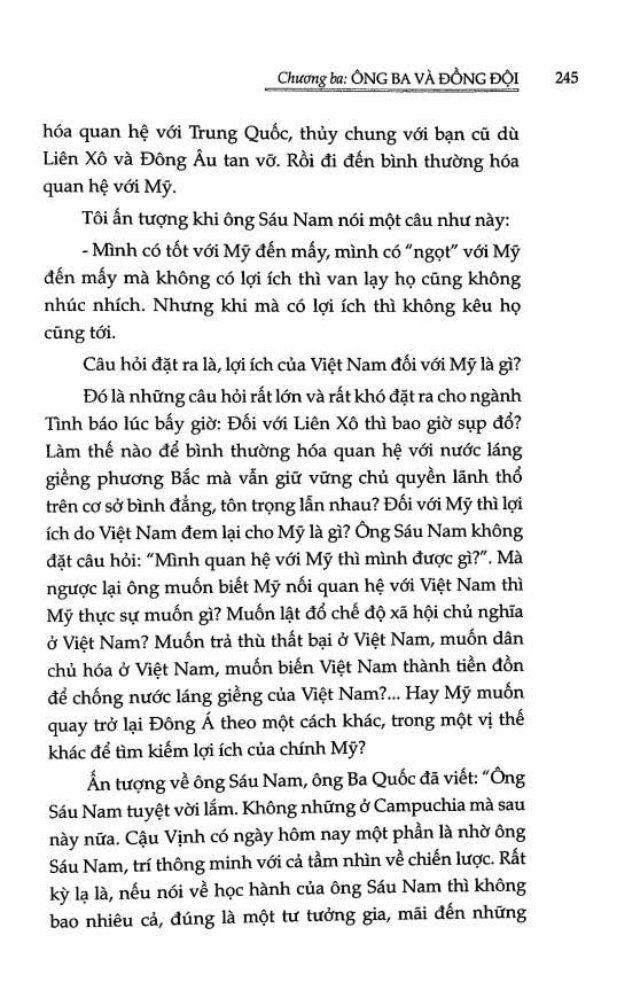 Chương ba: ÔNG BA VÀ ĐỒNG ĐỘI 245
hóa quan hệ với Trung Quốc, thủy chung với bạn cũ dù
Liên Xô và Đông Âu tan vỡ. Rồi đi đến bình thường hóa
quan hệ với Mỹ.
Tôi ấn tượng khi ông Sáu Nam nói một câu như này:
- Mình có tốt với Mỹ đến mấy, mình có “ngọt” với Mỹ
đến mấy mà không có lợi ích thì van lạy họ cũng không
nhúc nhích. Nhưng khi mà có lợi ích thì không kêu họ
cũng tới.
Câu hỏi đặt ra là, lợi ích của Việt Nam đối với Mỹ là gì?
Đó là những câu hỏi rất lớn và rất khó đặt ra cho ngành
Tình báo lúc bấy giờ: Đối với Liên Xô thì bao giờ sụp đổ?
Làm thế nào để bình thường hóa quan hệ với nước láng
giềng phương Bắc mà vẫn giữ vững chủ quyền lãnh thổ
trên cơ sở bình đẳng, tôn trọng lẫn nhau? Đối với Mỹ thì lợi
ích do Việt Nam đem lại cho Mỹ là gì? Ông Sáu Nam không
đặt câu hỏi: “Mình quan hệ với Mỹ thì mình được gì?”. Mà
ngược lại ông muốn biết Mỹ nối quan hệ với Việt Nam thì
Mỹ thực sự muốn gì? Muốn lật đổ chế độ xã hội chủ nghĩa
ở Việt Nam? Muốn trả thù thất bại ở Việt Nam, muốn dân
chủ hóa ở Việt Nam, muốn biến Việt Nam thành tiền đồn
để chống nước láng giềng của Việt Nam?... Hay Mỹ muốn
quay trở lại Đông Á theo một cách khác, trong một vị thế
khác để tìm kiếm lợi ích của chính Mỹ?
Ấn tượng về ông Sáu Nam, ông Ba Quốc đã viết: “Ông
Sáu Nam tuyệt vời lắm. Không những ở Campuchia mà sau
này nữa. Cậu Vịnh có ngày hôm nay một phần là nhờ ông
Sáu Nam, trí thông minh với cả tầm nhìn về chiến lược. Rất
kỳ lạ là, nếu nói về học hành của ông Sáu Nam thì không
bao nhiêu cả, đúng là một tư tưởng gia, mãi đến những